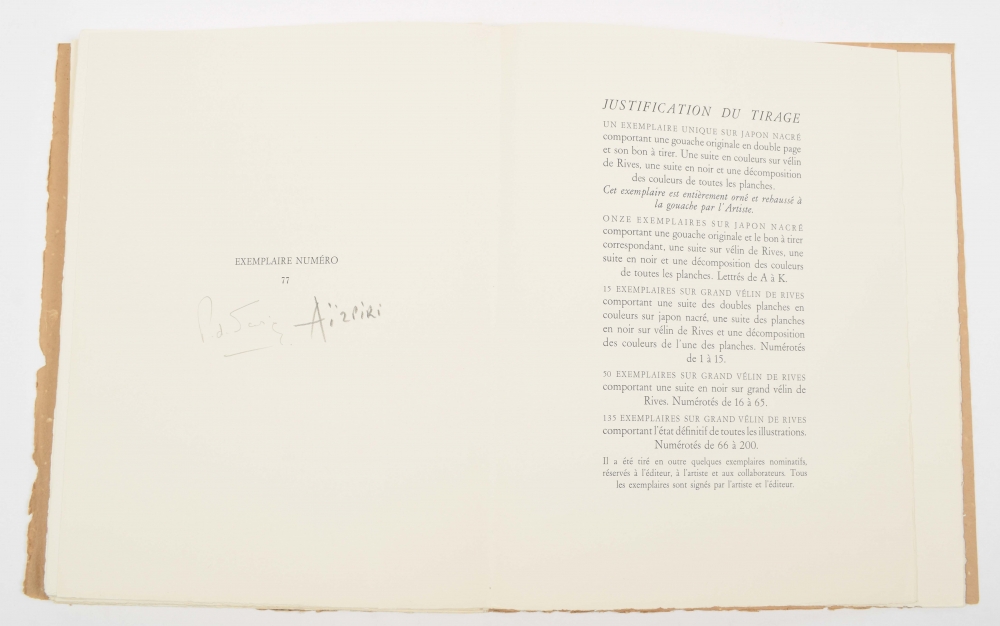 EXEMPLAIRE NUMÉRO
77
Aïzpiri
JUSTIFICATION DU TIRAGE
UN EXEMPLAIRE UNIQUE SUR JAPON NACRÉ
comportant une gouache originale en double page
et son bon à tirer. Une suite en couleurs sur vélin
de Rives, une suite en noir et une décomposition
des couleurs de toutes les planches.
Cet exemplaire est entièrement orné et rehaussé à
la gouache par l'Artiste.
ONZE EXEMPLAIRES SUR JAPON NACRÉ
comportant une gouache originale et le bon à tirer
correspondant, une suite sur vélin de Rives, une
suite en noir et une décomposition des couleurs
de toutes les planches. Lettrés de A à K.
15 EXEMPLAIRES SUR GRAND VÉLIN DE RIVES
comportant une suite des doubles planches en
couleurs sur japon nacré, une suite des planches
en noir sur vélin de Rives et une décomposition
des couleurs de l'une des planches. Numérotés
de 1 à 15.
50 EXEMPLAIRES SUR GRAND VÉLIN DE RIVES
comportant une suite en noir sur grand vélin de
Rives. Numérotés de 16 à 65.
135 EXEMPLAIRES SUR GRAND VÉLIN DE RIVES
comportant l'état définitif de toutes les illustrations.
Numérotés de 66 à 200.
Il a été tiré en outre quelques exemplaires nominatifs,
réservés à l'éditeur, à l'artiste et aux collaborateurs. Tous
les exemplaires sont signés par l'artiste et l'éditeur.